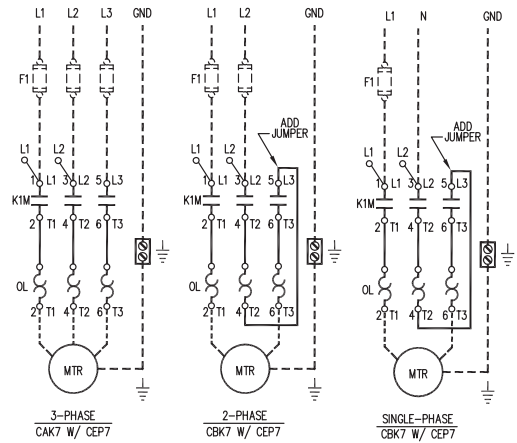 L1 L2 L3 GND
F1
L1 L2
1 L1 3 L2 5 L3
K1M
2 T1 4 T2 6 T3
OL
2 T1 4 T2 6 T3
MTR
3-PHASE
CAK7 W/ CEP7
L1 L2 GND
F1
ADD
JUMPER
L1 L2
1 L1 3 L2 5 L3
K1M
2 T1 4 T2 6 T3
OL
2 T1 4 T2 6 T3
MTR
2-PHASE
CBK7 W/ CEP7
L1 N GND
F1
ADD
JUMPER
L1 L2
1 L1 3 L2 5 L3
K1M
2 T1 4 T2 6 T3
OL
2 T1 4 T2 6 T3
MTR
SINGLE-PHASE
CBK7 W/ CEP7